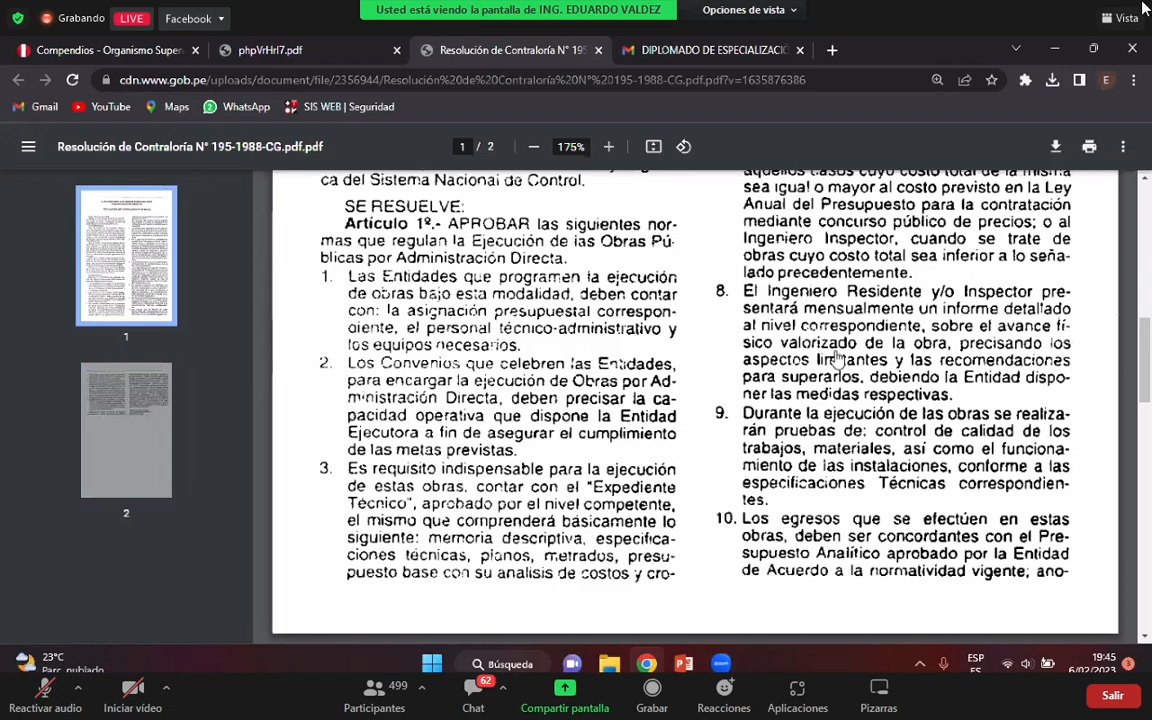 Grabando
LIVE
Facebook
Usted está viendo la pantalla de ING. EDUARDO VALDEZ
Opciones de vista
Vista
Compendios - Organismo Super
phpVrHrI7.pdf
Resolución de Contraloría N° 195
DIPLOMADO DE ESPECIALIZACIÓ
cdn.www.gob.pe/uploads/document/file/2356944/Resolución%20de%20Contraloría%20N°%20195-1988-CG.pdf.pdf?v=1635876386
E
Gmail
YouTube
Maps
WhatsApp
SIS WEB | Seguridad
Resolución de Contraloría N° 195-1988-CG.pdf.pdf
1 / 2
175%
1
2
ca del Sistema Nacional de Control.
SE RESUELVE:
Artículo 1º.- APROBAR las siguientes nor-
mas que regulan la Ejecución de las Obras Pú-
blicas por Administración Directa.
1. Las Entidades que programen la ejecución
de obras bajo esta modalidad, deben contar
con: la asignación presupuestal correspon-
diente, el personal técnico-administrativo y
los equipos necesarios.
2. Los Convenios que celebren las Entidades,
para encargar la ejecución de Obras por Ad-
ministración Directa, deben precisar la ca-
pacidad operativa que dispone la Entidad
Ejecutora a fin de asegurar el cumplimiento
de las metas previstas.
3. Es requisito indispensable para la ejecución
de estas obras, contar con el "Expediente
Técnico", aprobado por el nivel competente,
el mismo que comprenderá básicamente lo
siguiente: memoria descriptiva, especifica-
ciones técnicas, planos, metrados, presu-
puesto base con su analisis de costos y cro-
aquellos casos cuyo costo total de la misma
sea igual o mayor al costo previsto en la Ley
Anual del Presupuesto para la contratación
mediante concurso público de precios; o al
Ingeniero Inspector, cuando se trate de
obras cuyo costo total sea inferior a lo seña-
lado precedentemente.
8. El Ingeniero Residente y/o Inspector pre-
sentará mensualmente un informe detallado
al nivel correspondiente, sobre el avance fí-
sico valorizado de la obra, precisando los
aspectos limitantes y las recomendaciones
para superarlos, debiendo la Entidad dispo-
ner las medidas respectivas.
9. Durante la ejecución de las obras se realiza-
rán pruebas de: control de calidad de los
trabajos, materiales, así como el funciona-
miento de las instalaciones, conforme a las
especificaciones Técnicas correspondien-
tes.
10. Los egresos que se efectúen en estas
obras, deben ser concordantes con el Pre-
supuesto Analítico aprobado por la Entidad
de Acuerdo a la normatividad vigente; ano-
23°C
Parc. nublado
Búsqueda
ESP
ES
19:45
6/02/2023
3
Reactivar audio
Iniciar vídeo
499
Participantes
62
Chat
Compartir pantalla
Grabar
Reacciones
Aplicaciones
Pizarras
Salir